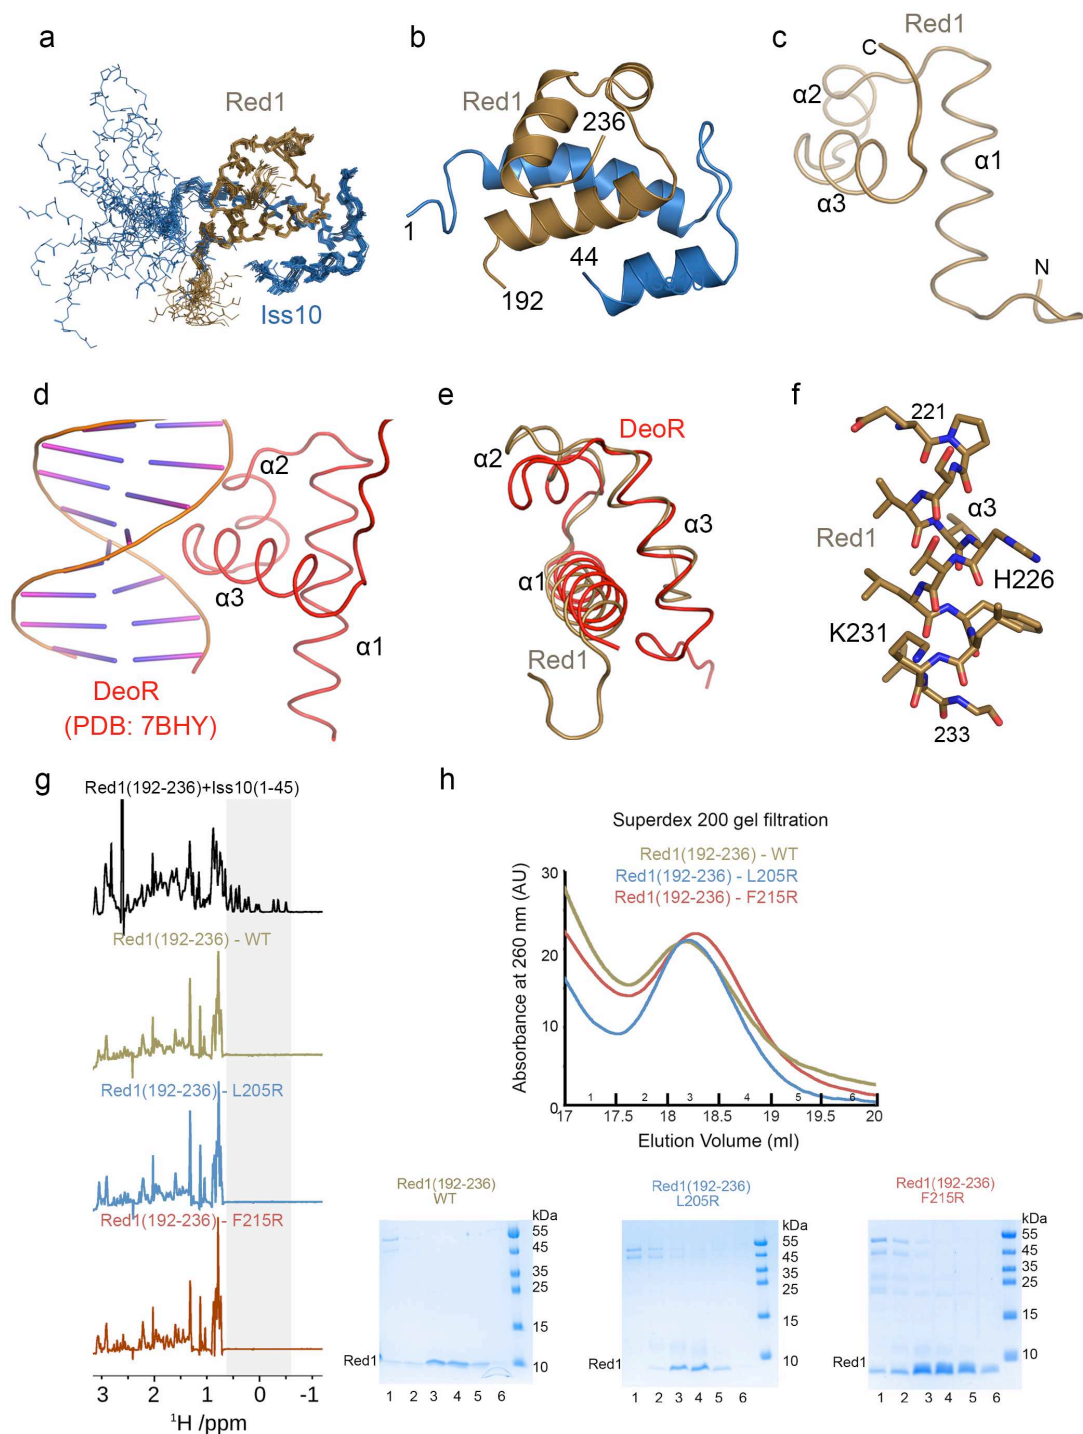 a
Red1
Iss10
b
Red1
236
1
44
192
c
Red1
C
α2
α1
α3
N
d
α2
α3
α1
DeoR
(PDB: 7BHY)
e
DeoR
α2
α3
α1
Red1
f
221
α3
Red1
H226
K231
233
g
Red1(192-236)+Iss10(1-45)
Red1(192-236) - WT
Red1(192-236) - L205R
Red1(192-236) - F215R
3 2 1 0 -1
¹H /ppm
h
Superdex 200 gel filtration
Red1(192-236) - WT
Red1(192-236) - L205R
Red1(192-236) - F215R
Absorbance at 260 nm (AU)
30
20
10
0
1 2 3 4 5 6
17 17.5 18 18.5 19 19.5 20
Elution Volume (ml)
Red1(192-236)
WT
kDa
55
45
35
25
15
10
Red1
1 2 3 4 5 6
Red1(192-236)
L205R
kDa
55
45
35
25
15
10
Red1
1 2 3 4 5 6
Red1(192-236)
F215R
kDa
55
45
35
25
15
10
Red1
1 2 3 4 5 6